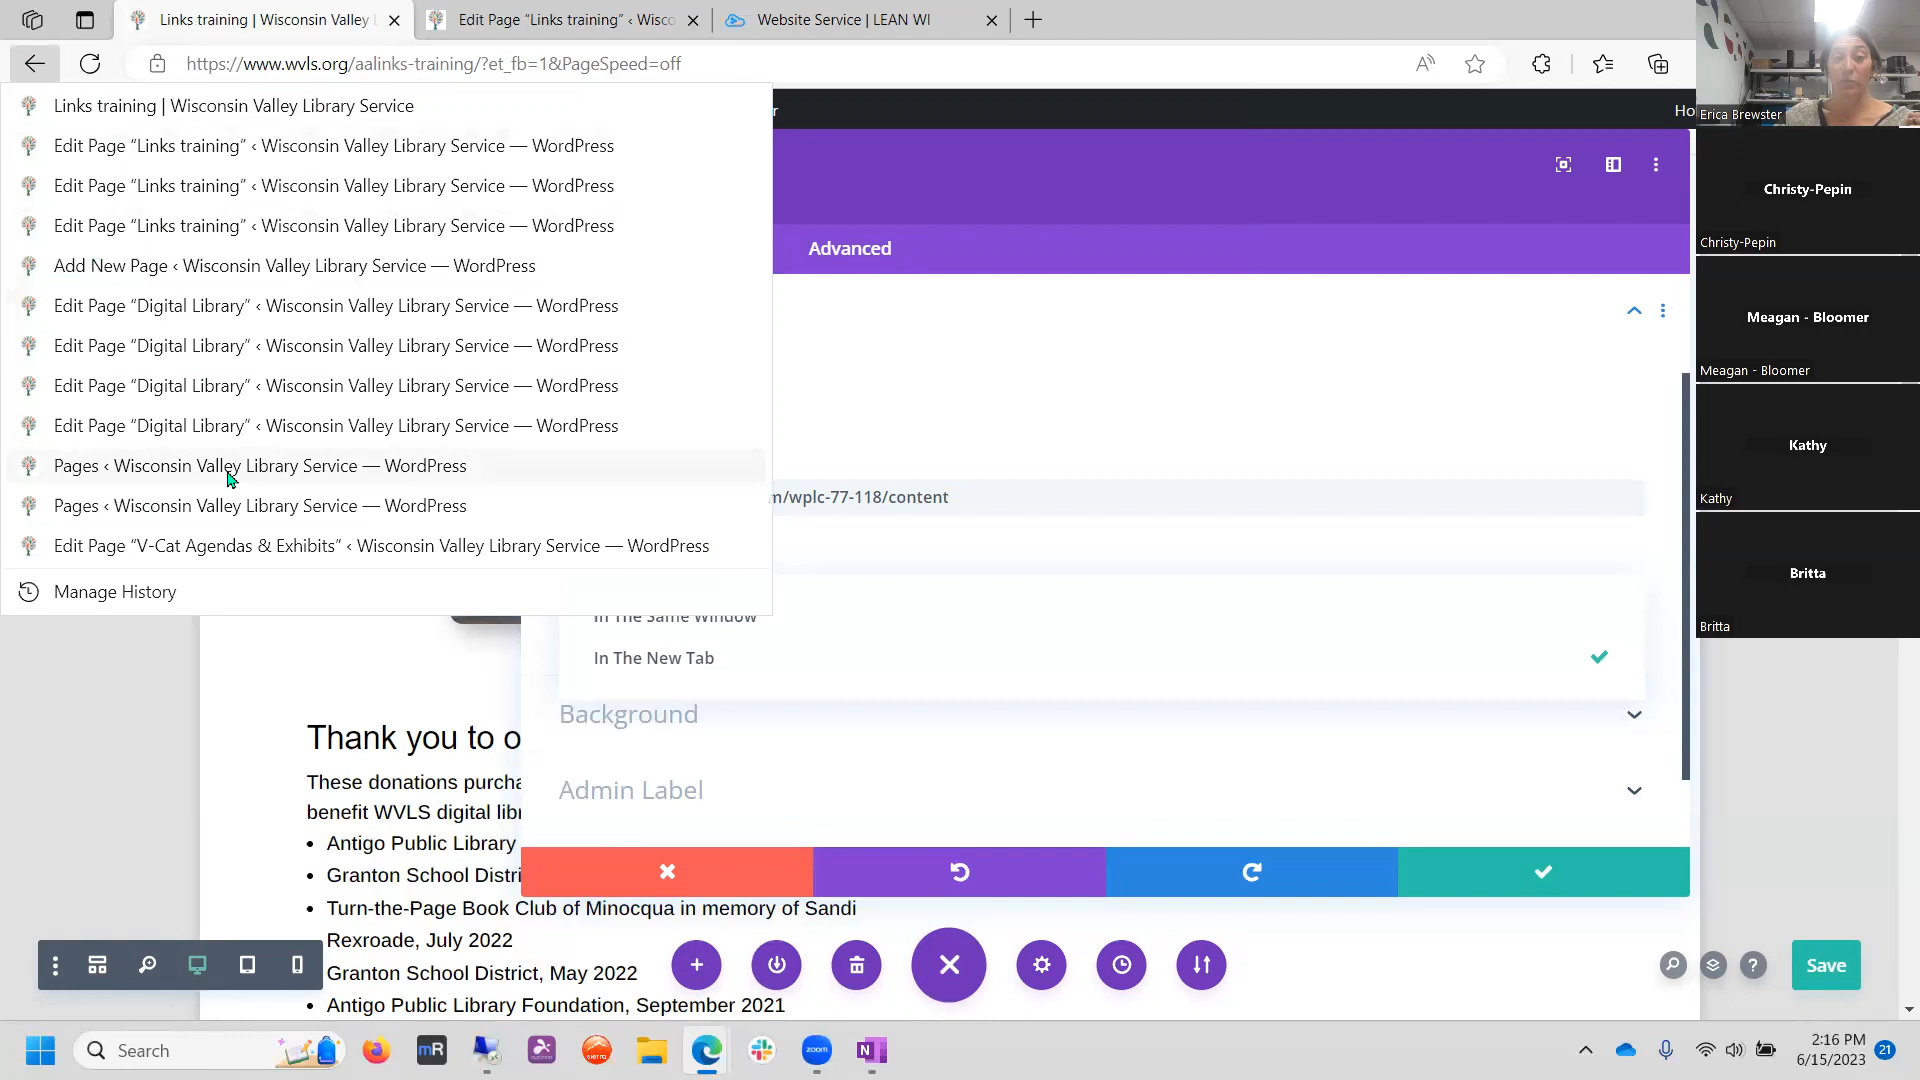 Links training | Wisconsin Valley L
Edit Page “Links training” ‹ Wisco
Website Service | LEAN WI
https://www.wvls.org/aalinks-training/?et_fb=1&PageSpeed=off
Links training | Wisconsin Valley Library Service
Edit Page “Links training” ‹ Wisconsin Valley Library Service — WordPress
Edit Page “Links training” ‹ Wisconsin Valley Library Service — WordPress
Edit Page “Links training” ‹ Wisconsin Valley Library Service — WordPress
Add New Page ‹ Wisconsin Valley Library Service — WordPress
Edit Page “Digital Library” ‹ Wisconsin Valley Library Service — WordPress
Edit Page “Digital Library” ‹ Wisconsin Valley Library Service — WordPress
Edit Page “Digital Library” ‹ Wisconsin Valley Library Service — WordPress
Edit Page “Digital Library” ‹ Wisconsin Valley Library Service — WordPress
Pages ‹ Wisconsin Valley Library Service — WordPress
Pages ‹ Wisconsin Valley Library Service — WordPress
Edit Page “V-Cat Agendas & Exhibits” ‹ Wisconsin Valley Library Service — WordPress
Manage History
r
Ho
Advanced
m/wplc-77-118/content
In The Same Window
In The New Tab
Background
Admin Label
Thank you to o
These donations purcha
benefit WVLS digital libr
• Antigo Public Library
• Granton School Distri
• Turn-the-Page Book Club of Minocqua in memory of Sandi
Rexroade, July 2022
Granton School District, May 2022
• Antigo Public Library Foundation, September 2021
Save
Erica Brewster
Christy-Pepin
Christy-Pepin
Meagan - Bloomer
Meagan - Bloomer
Kathy
Kathy
Britta
Britta
Search
mR
sierra
zoom
N
2:16 PM
6/15/2023
21